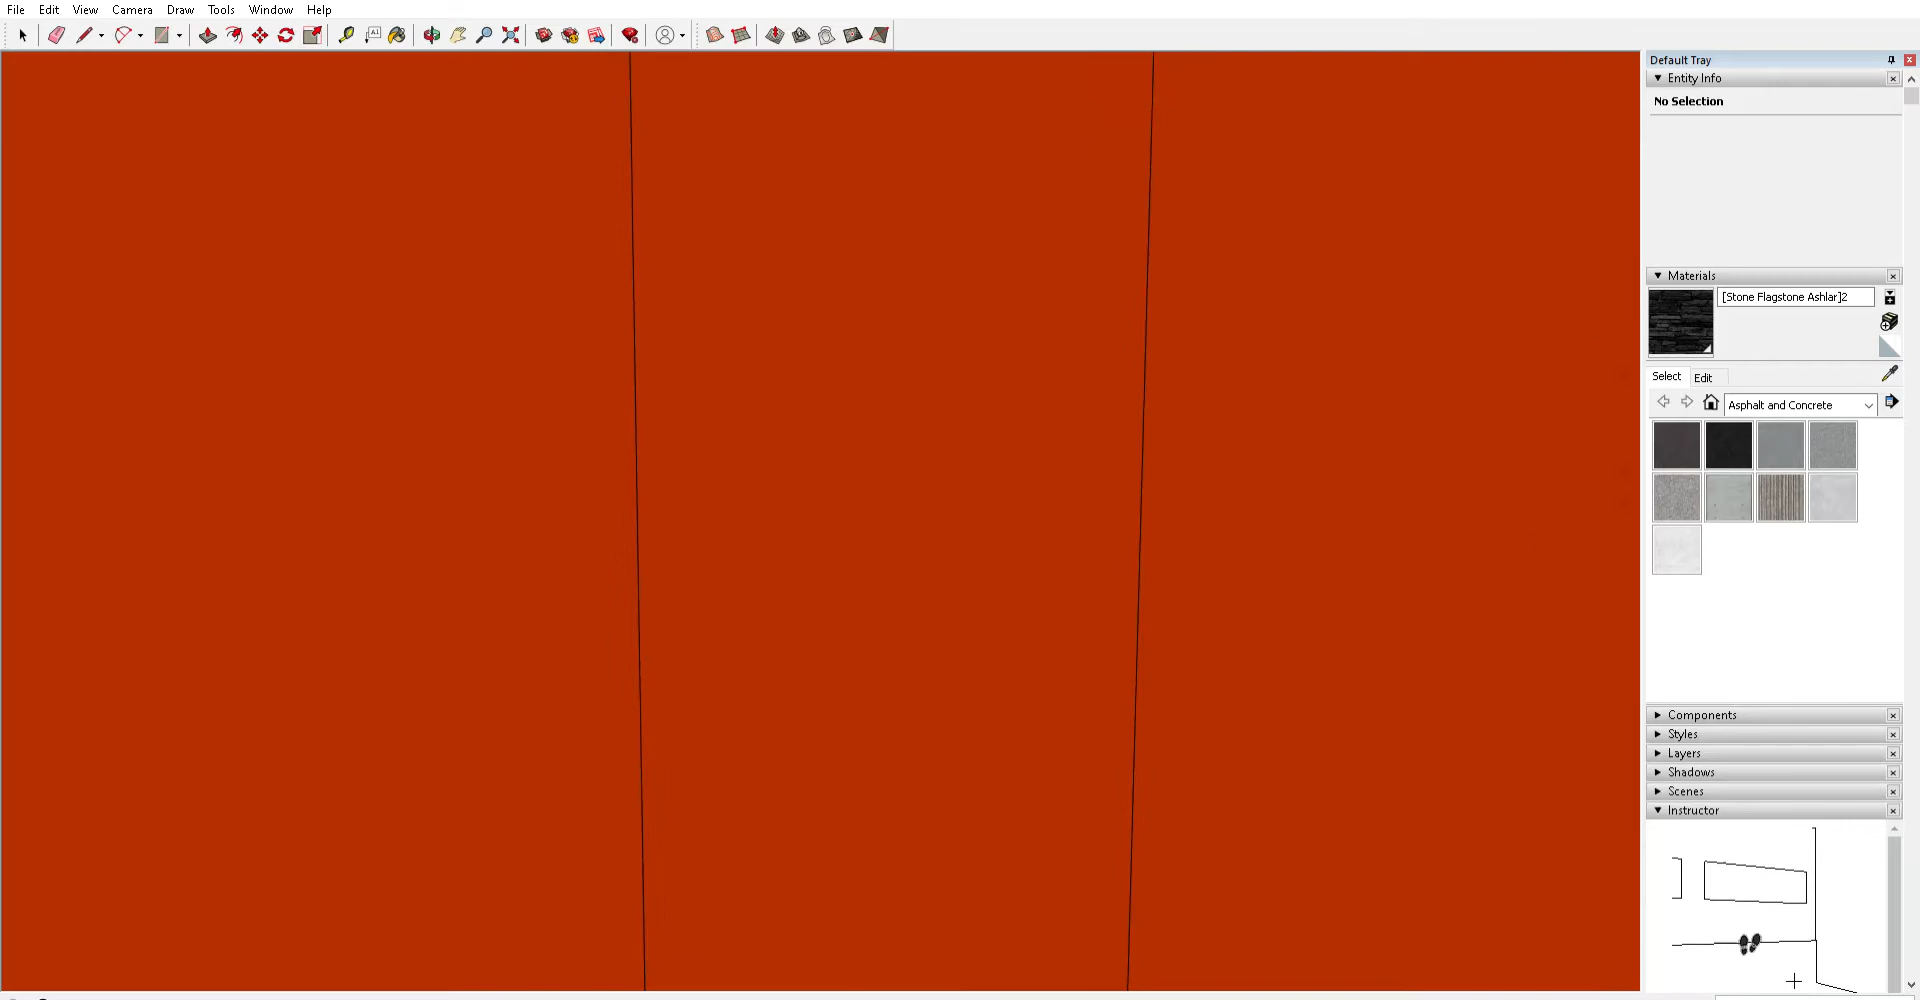 File Edit View Camera Draw Tools Window Help
A1
Default Tray
Entity Info
No Selection
Materials
[Stone Flagstone Ashlar]2
Select Edit
Asphalt and Concrete
Components
Styles
Layers
Shadows
Scenes
Instructor